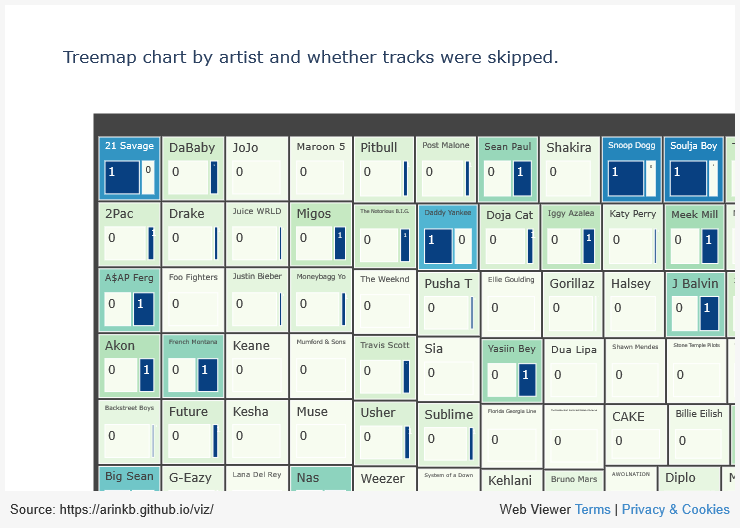 Treemap chart by artist and whether tracks were skipped.
21 Savage DaBaby JoJo Maroon 5 Pitbull Post Malone Sean Paul Shakira Snoop Dogg Soulja Boy
1 0 0 0 0 0 0 0 1 0 1 1
2Pac Drake Juice WRLD Migos The Notorious B.I.G. Daddy Yankee Doja Cat Iggy Azalea Katy Perry Meek Mill
0 0 0 0 1 0 1 1 0 0 0 1 0 0 1
A$AP Ferg Foo Fighters Justin Bieber Moneybagg Yo The Weeknd Pusha T Ellie Goulding Gorillaz Halsey J Balvin
0 1 0 0 0 0 0 0 0 0 0 1
Akon French Montana Keane Mumford & Sons Travis Scott Sia Yasiin Bey Dua Lipa Shawn Mendes Stone Temple Pilots
0 1 0 1 0 0 0 0 0 1 0 0 0
Backstreet Boys Future Kesha Muse Usher Sublime Florida Georgia Line CAKE Billie Eilish
0 0 0 0 0 0 0 0 0 0
Big Sean G-Eazy Lana Del Rey Nas Weezer System of a Down Kehlani Bruno Mars AWOLNATION Diplo
Source: https://arinkb.github.io/viz/
Web Viewer Terms | Privacy & Cookies